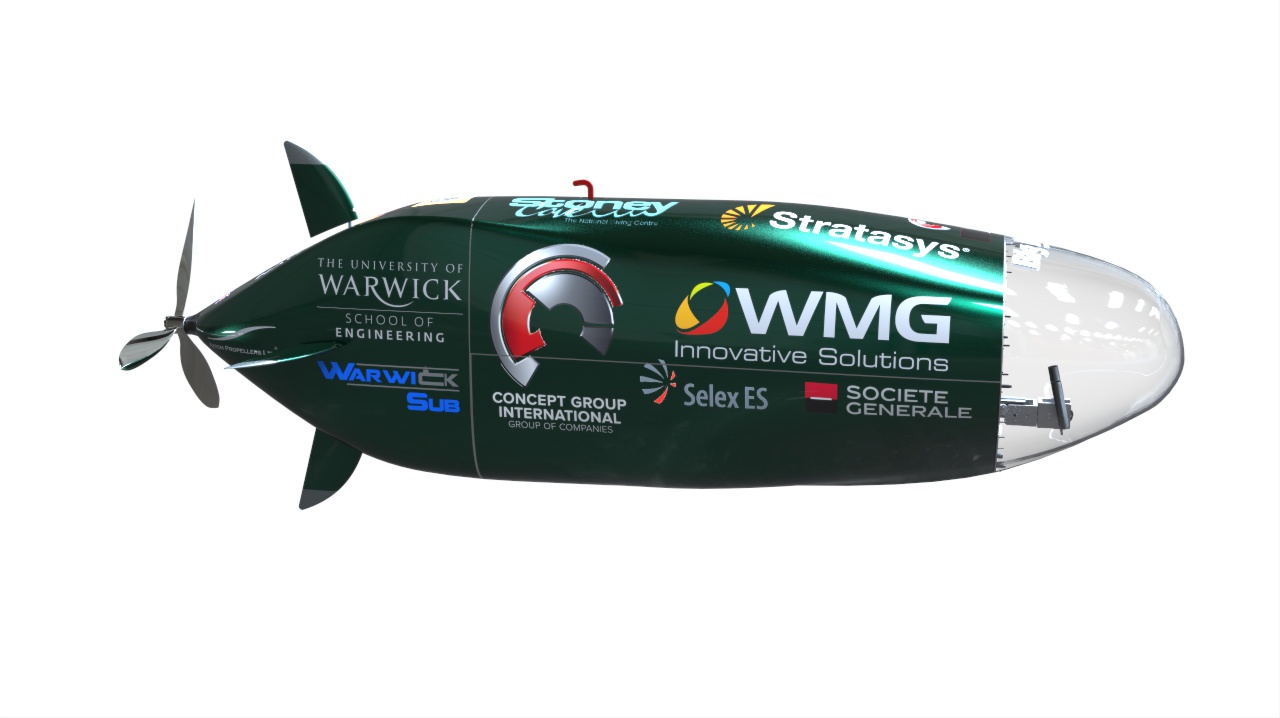 THE UNIVERSITY OF
WARWICK
SCHOOL OF
ENGINEERING
WARWICK
SUB
Stoney
Cove
Stratasys
CONCEPT GROUP
INTERNATIONAL
GROUP OF COMPANIES
WMG
Innovative Solutions
Selex ES
SOCIETE
GENERALE